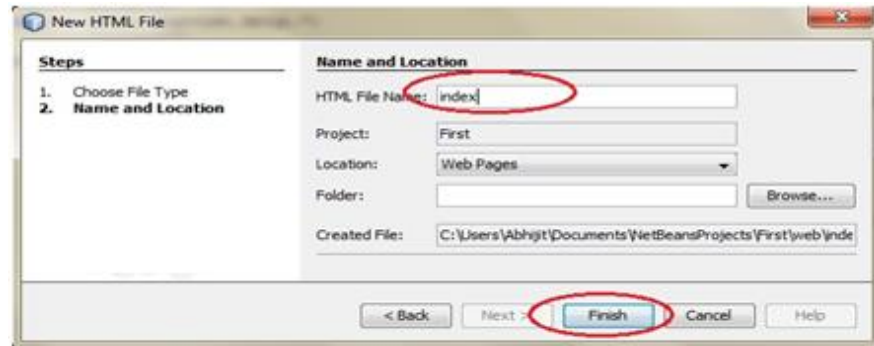 New HTML File
Steps
1. Choose File Type
2. Name and Location
Name and Location
HTML File Name: index
Project: First
Location: Web Pages
Folder:
Browse...
Created File: C:\Users\Abhijit\Documents\NetBeansProjects\First\web\inde
< Back
Next >
Finish
Cancel
Help